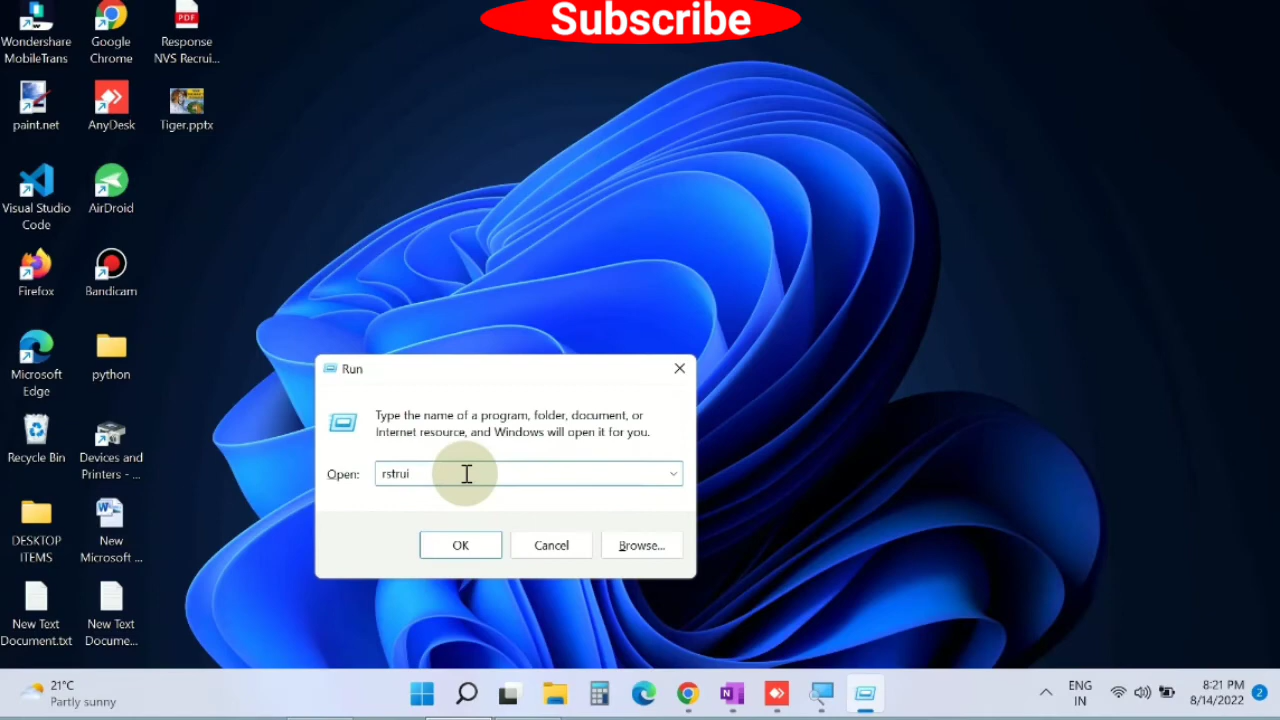 Subscribe
Wondershare
MobileTrans
Google
Chrome
PDF
Response
NVS Recrui...
paint.net
AnyDesk
Tiger.pptx
Visual Studio
Code
AirDroid
Firefox
Bandicam
Microsoft
Edge
python
Recycle Bin
Devices and
Printers - ...
DESKTOP
ITEMS
New
Microsoft ...
New Text
Document.txt
New Text
Docume...
Run
Type the name of a program, folder, document, or
Internet resource, and Windows will open it for you.
Open: rstrui
OK Cancel Browse...
21°C
Partly sunny
ENG
IN
8:21 PM
8/14/2022
2